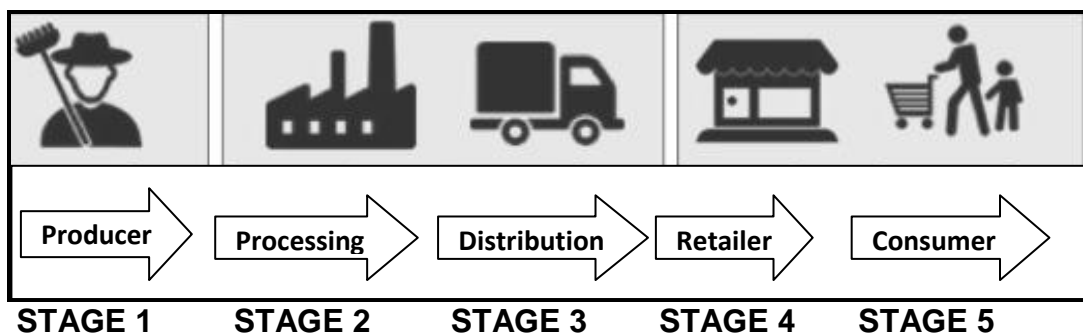 Producer Processing Distribution Retailer Consumer
STAGE 1 STAGE 2 STAGE 3 STAGE 4 STAGE 5